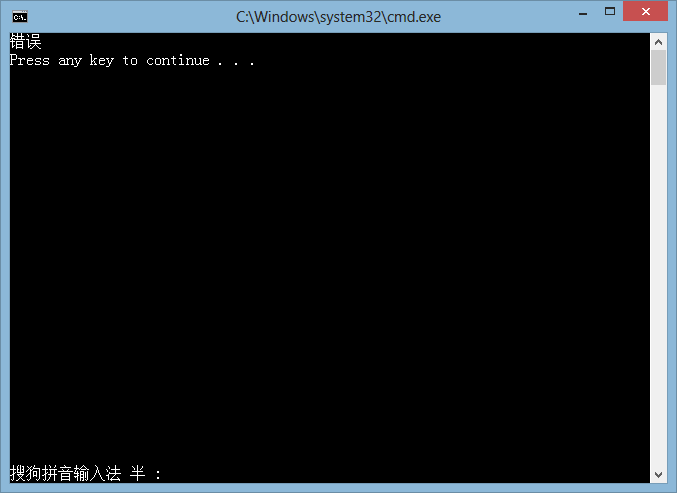 C:\Windows\system32\cmd.exe
错误
Press any key to continue . . .
搜狗拼音输入法 半 :